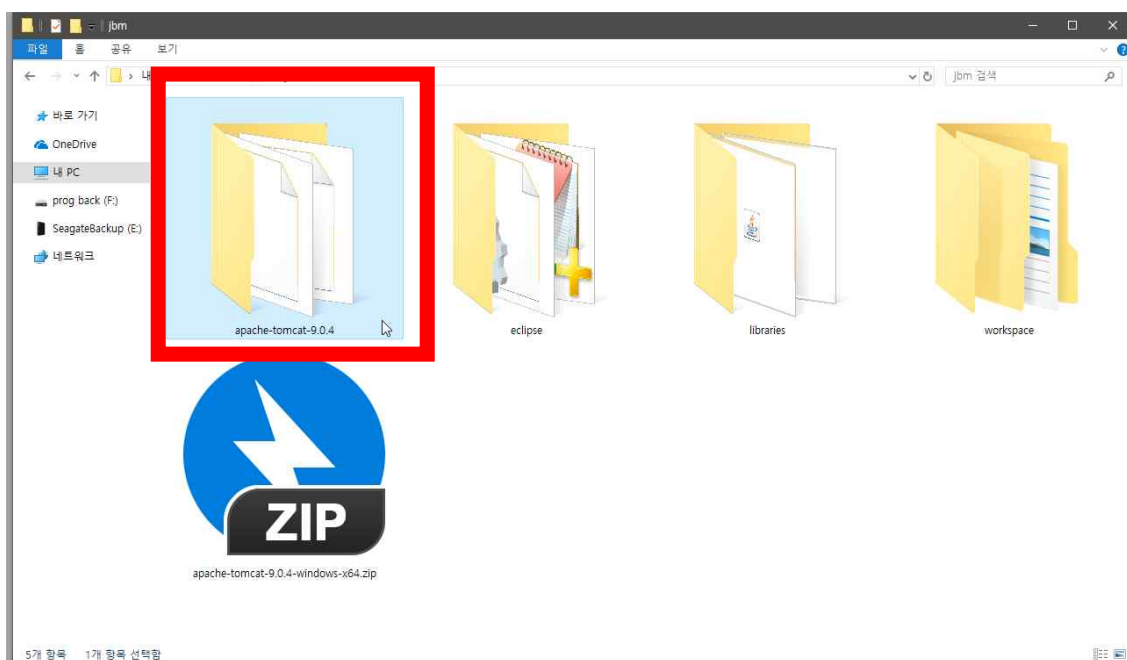 jbm
파일 홈 공유 보기
jbm 검색
바로 가기
OneDrive
내 PC
prog back (F:)
SeagateBackup (E:)
네트워크
apache-tomcat-9.0.4
eclipse
libraries
workspace
ZIP
apache-tomcat-9.0.4-windows-x64.zip
5개 항목 1개 항목 선택함